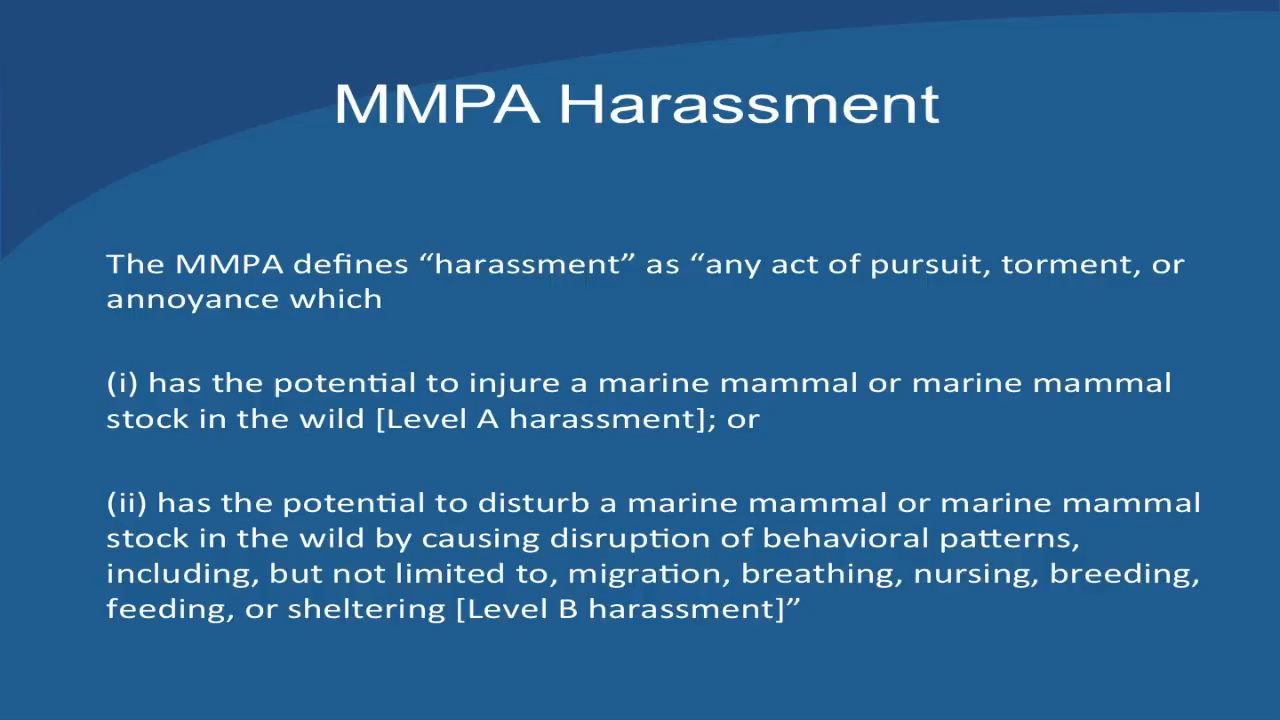 MMPA Harassment
The MMPA defines “harassment” as “any act of pursuit, torment, or
annoyance which
(i) has the potential to injure a marine mammal or marine mammal
stock in the wild [Level A harassment]; or
(ii) has the potential to disturb a marine mammal or marine mammal
stock in the wild by causing disruption of behavioral patterns,
including, but not limited to, migration, breathing, nursing, breeding,
feeding, or sheltering [Level B harassment]”